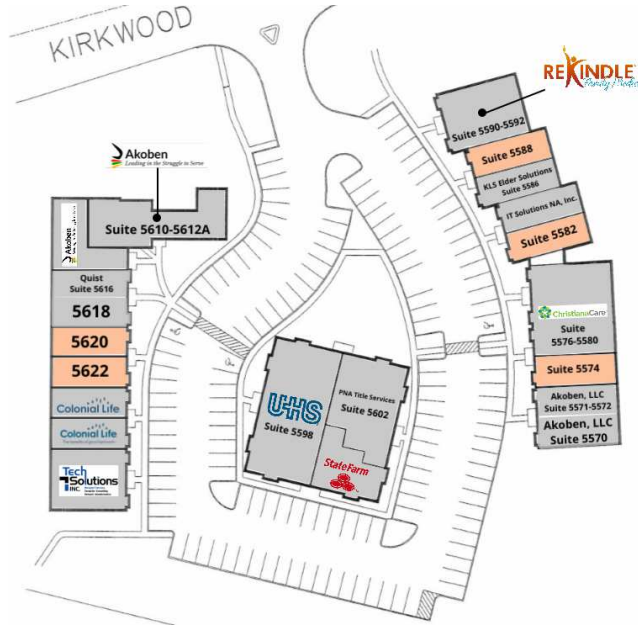 KIRKWOOD
REKINDLE
Family Medicine
Suite 5590-5592
Suite 5588
KLS Elder Solutions
Suite 5586
IT Solutions NA, Inc.
Suite 5582
ChristianaCare
Suite
5576-5580
Suite 5574
Akoben, LLC
Suite 5571-5572
Akoben, LLC
Suite 5570
Akoben
Leading in the Struggle to Serve
Suite 5610-5612A
Akoben
Quist
Suite 5616
5618
5620
5622
Colonial Life
Colonial Life
Tech
Solutions
INC.
UHS
Suite 5598
PNA Title Services
Suite 5602
StateFarm